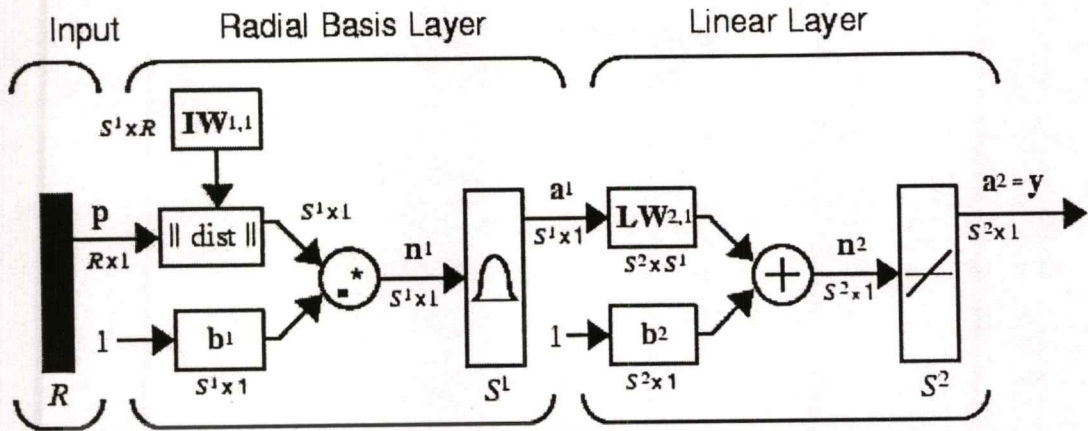 Input
Radial Basis Layer
Linear Layer
S¹xR
IW1,1
p
Rx1
|| dist ||
S¹x1
.*
n¹
S¹x1
a¹
S¹x1
LW2,1
S²xS¹
n²
S²x1
a² = y
S²x1
1
b¹
S¹x1
1
b²
S²x1
+
R
S¹
S²